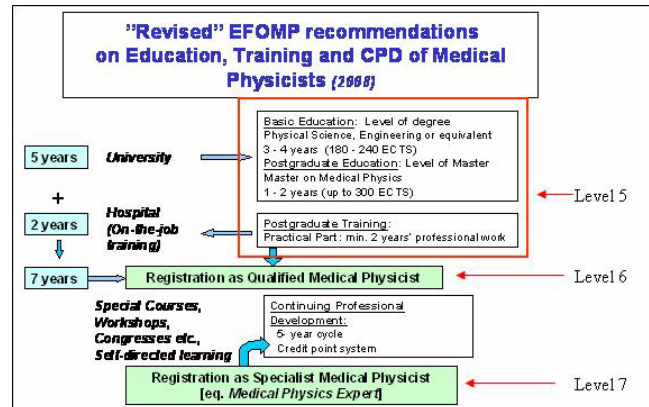 ”Revised” EFOMP recommendations
on Education, Training and CPD of Medical
Physicists (2008)
Basic Education: Level of degree
Physical Science, Engineering or equivalent
3 - 4 years (180 - 240 ECTS)
Postgraduate Education: Level of Master
Master on Medical Physics
1 - 2 years (up to 300 ECTS)
5 years
University
Level 5
+
2 years
Hospital
(On-the-job
training)
Postgraduate Training:
Practical Part: min. 2 years' professional work
7 years
Registration as Qualified Medical Physicist
Level 6
Special Courses,
Workshops,
Congresses etc.,
Self-directed learning
Continuing Professional
Development:
5- year cycle
Credit point system
Registration as Specialist Medical Physicist
[eq. Medical Physics Expert]
Level 7